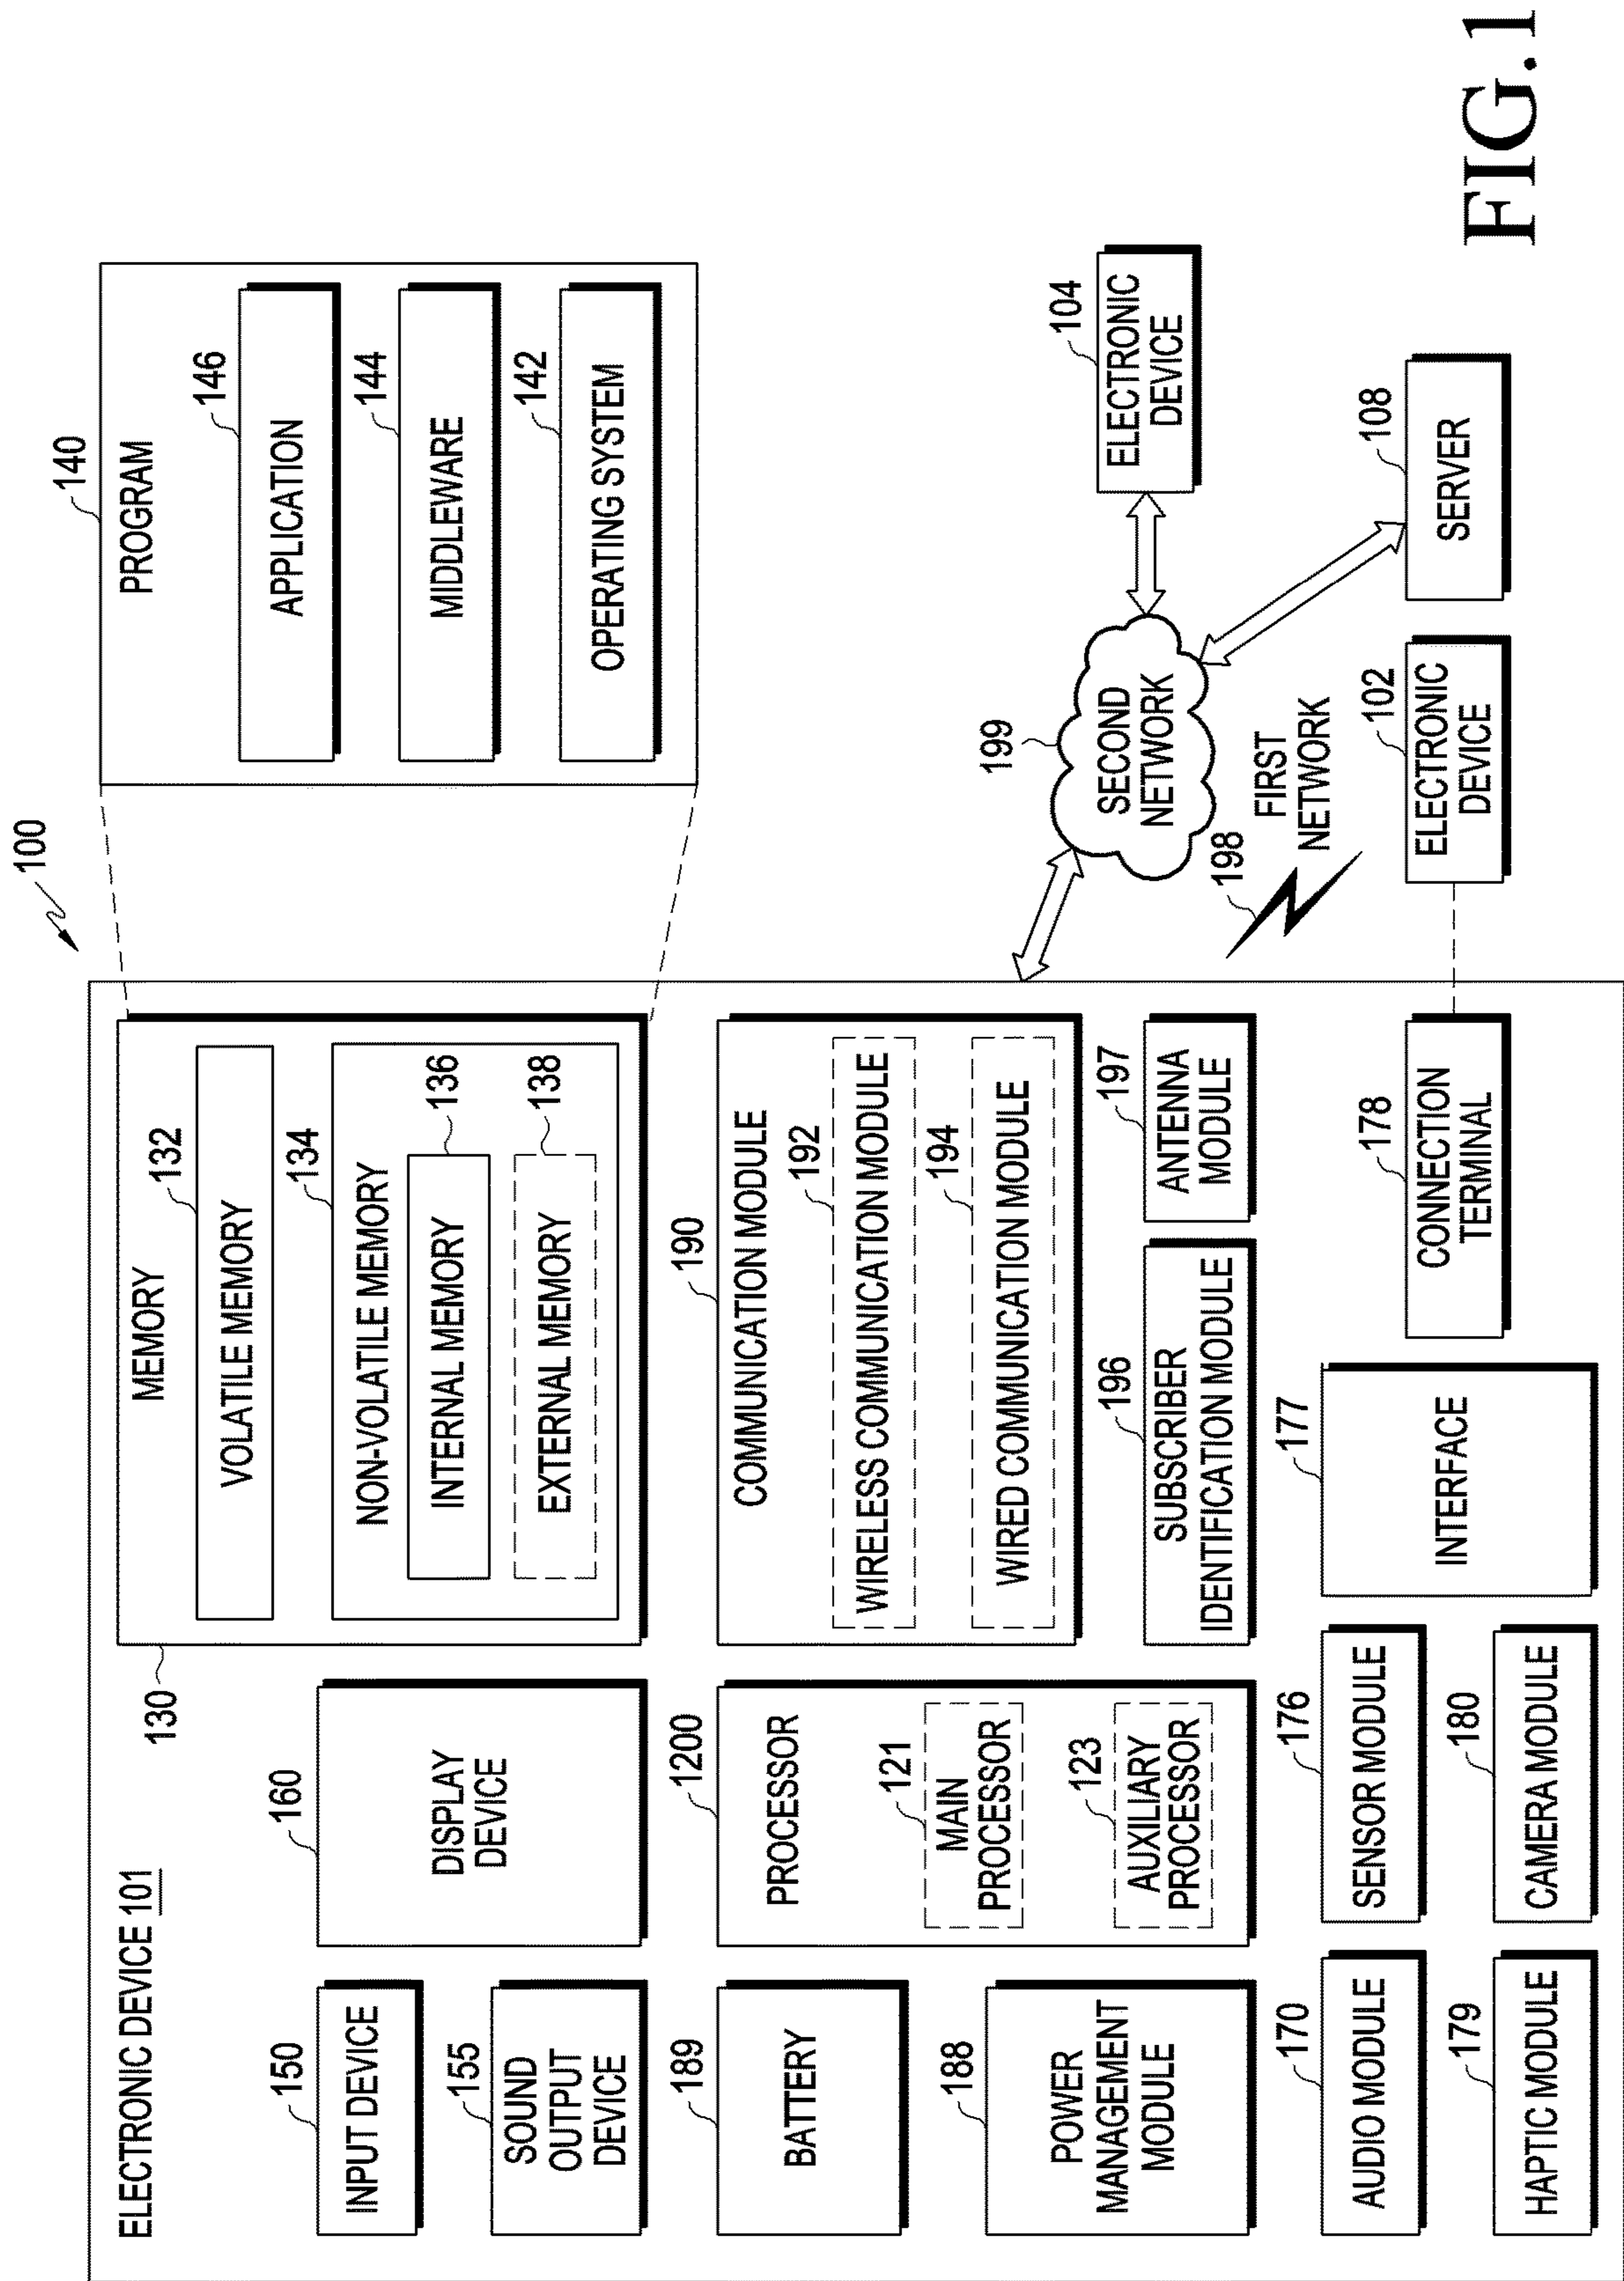 100
ELECTRONIC DEVICE 101
150
INPUT DEVICE
155
SOUND
OUTPUT
DEVICE
160
DISPLAY
DEVICE
130
MEMORY
132
VOLATILE MEMORY
134
NON-VOLATILE MEMORY
136
INTERNAL MEMORY
138
EXTERNAL MEMORY
140
PROGRAM
146
APPLICATION
144
MIDDLEWARE
142
OPERATING SYSTEM
189
BATTERY
188
POWER
MANAGEMENT
MODULE
1200
PROCESSOR
121
MAIN
PROCESSOR
123
AUXILIARY
PROCESSOR
190
COMMUNICATION MODULE
192
WIRELESS COMMUNICATION MODULE
194
WIRED COMMUNICATION MODULE
196
SUBSCRIBER
IDENTIFICATION MODULE
197
ANTENNA
MODULE
199
SECOND
NETWORK
104
ELECTRONIC
DEVICE
198
FIRST
NETWORK
170
AUDIO MODULE
176
SENSOR MODULE
177
INTERFACE
178
CONNECTION
TERMINAL
102
ELECTRONIC
DEVICE
108
SERVER
179
HAPTIC MODULE
180
CAMERA MODULE
FIG.1